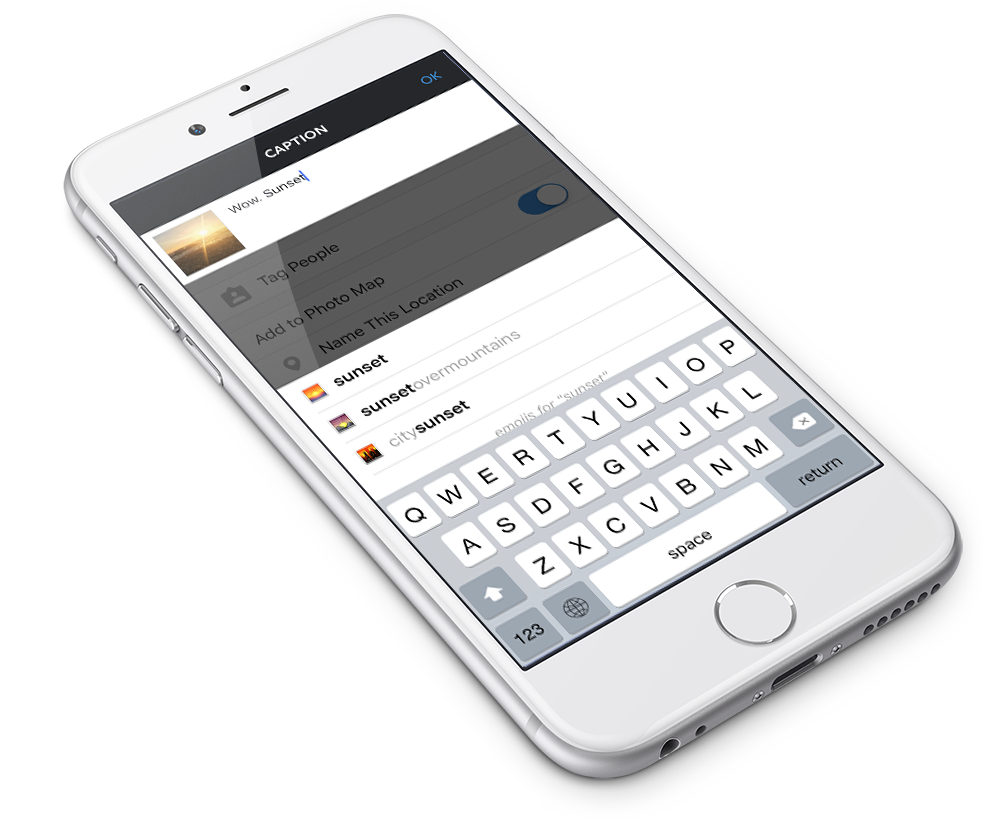 OK
CAPTION
Wow. Sunset
Tag People
Add to Photo Map
Name This Location
sunset
sunsetovermountains
citysunset
emojis for "sunset"
Q W E R T Y U I O P
A S D F G H J K L
Z X C V B N M
123 space return